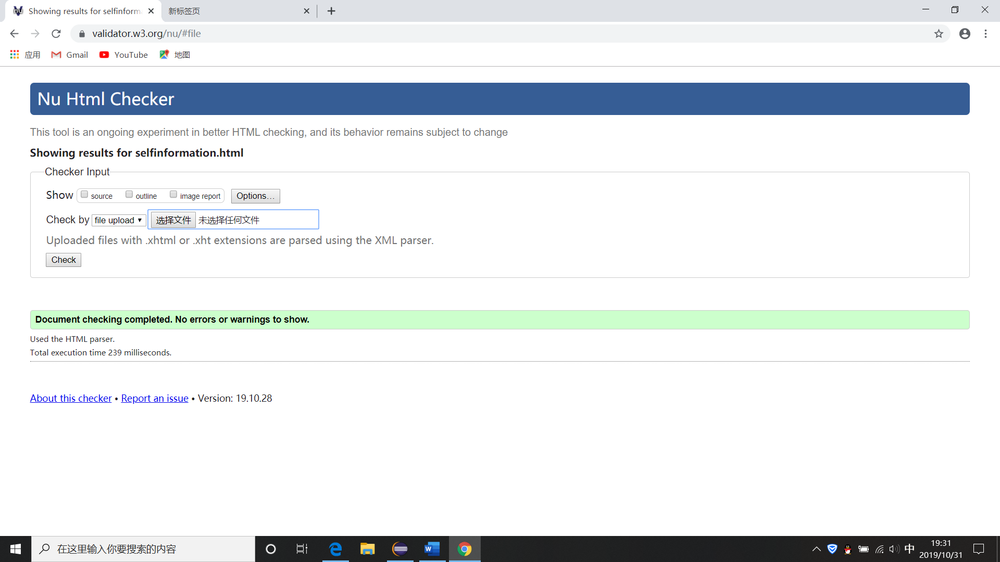 Showing results for selfinforma
新标签页
validator.w3.org/nu/#file
应用
Gmail
YouTube
地图
Nu Html Checker
This tool is an ongoing experiment in better HTML checking, and its behavior remains subject to change
Showing results for selfinformation.html
Checker Input
Show source outline image report Options...
Check by file upload 选择文件 未选择任何文件
Uploaded files with .xhtml or .xht extensions are parsed using the XML parser.
Check
Document checking completed. No errors or warnings to show.
Used the HTML parser.
Total execution time 239 milliseconds.
About this checker • Report an issue • Version: 19.10.28
在这里输入你要搜索的内容
中
19:31
2019/10/31